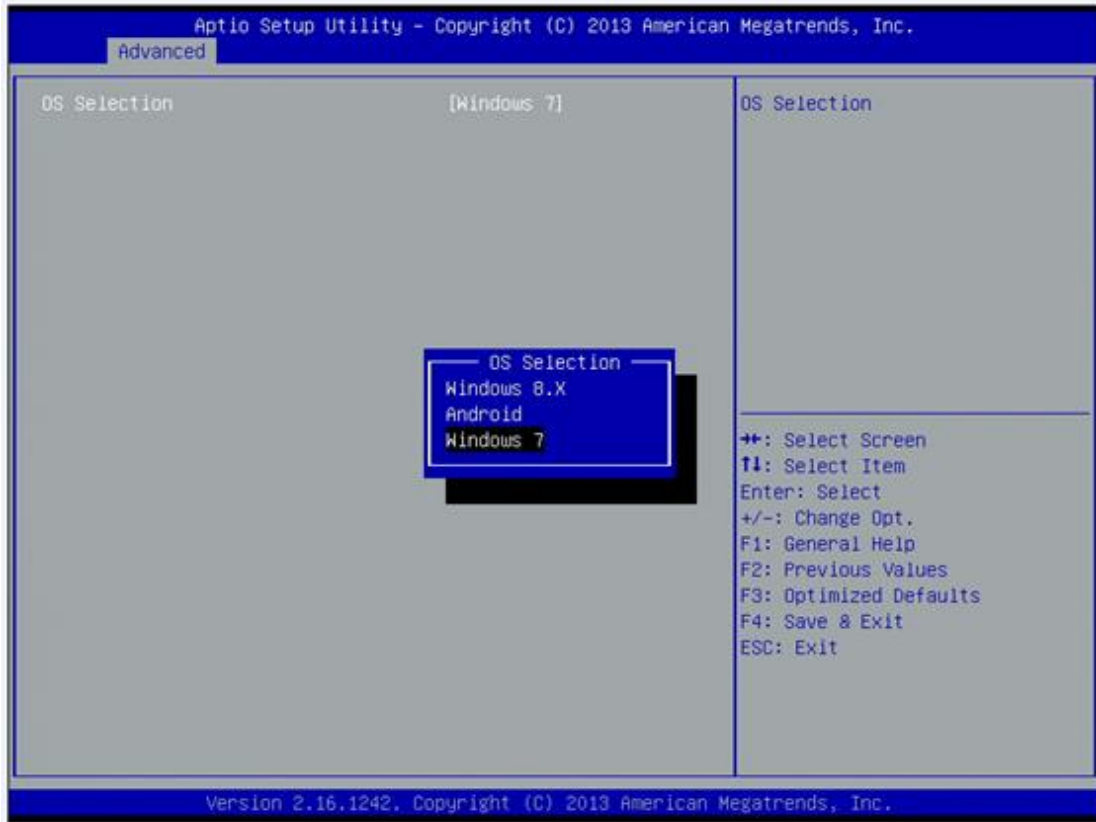 Aptio Setup Utility – Copyright (C) 2013 American Megatrends, Inc.
Advanced
OS Selection [Windows 7]
OS Selection
OS Selection
Windows 8.X
Android
Windows 7
→←: Select Screen
↑↓: Select Item
Enter: Select
+/-: Change Opt.
F1: General Help
F2: Previous Values
F3: Optimized Defaults
F4: Save & Exit
ESC: Exit
Version 2.16.1242. Copyright (C) 2013 American Megatrends, Inc.